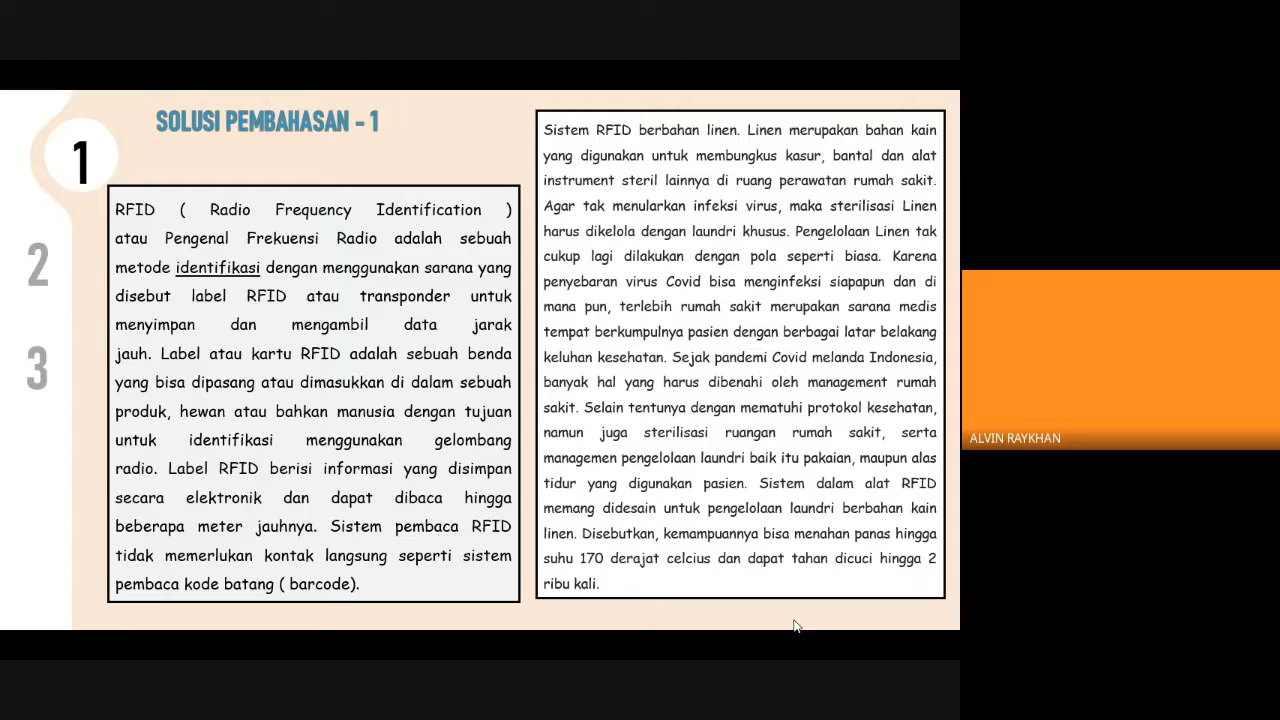 SOLUSI PEMBAHASAN - 1
1
2
3
RFID ( Radio Frequency Identification )
atau Pengenal Frekuensi Radio adalah sebuah
metode identifikasi dengan menggunakan sarana yang
disebut label RFID atau transponder untuk
menyimpan dan mengambil data jarak
jauh. Label atau kartu RFID adalah sebuah benda
yang bisa dipasang atau dimasukkan di dalam sebuah
produk, hewan atau bahkan manusia dengan tujuan
untuk identifikasi menggunakan gelombang
radio. Label RFID berisi informasi yang disimpan
secara elektronik dan dapat dibaca hingga
beberapa meter jauhnya. Sistem pembaca RFID
tidak memerlukan kontak langsung seperti sistem
pembaca kode batang ( barcode).
Sistem RFID berbahan linen. Linen merupakan bahan kain
yang digunakan untuk membungkus kasur, bantal dan alat
instrument steril lainnya di ruang perawatan rumah sakit.
Agar tak menularkan infeksi virus, maka sterilisasi Linen
harus dikelola dengan laundri khusus. Pengelolaan Linen tak
cukup lagi dilakukan dengan pola seperti biasa. Karena
penyebaran virus Covid bisa menginfeksi siapapun dan di
mana pun, terlebih rumah sakit merupakan sarana medis
tempat berkumpulnya pasien dengan berbagai latar belakang
keluhan kesehatan. Sejak pandemi Covid melanda Indonesia,
banyak hal yang harus dibenahi oleh management rumah
sakit. Selain tentunya dengan mematuhi protokol kesehatan,
namun juga sterilisasi ruangan rumah sakit, serta
managemen pengelolaan laundri baik itu pakaian, maupun alas
tidur yang digunakan pasien. Sistem dalam alat RFID
memang didesain untuk pengelolaan laundri berbahan kain
linen. Disebutkan, kemampuannya bisa menahan panas hingga
suhu 170 derajat celcius dan dapat tahan dicuci hingga 2
ribu kali.
ALVIN RAYKHAN